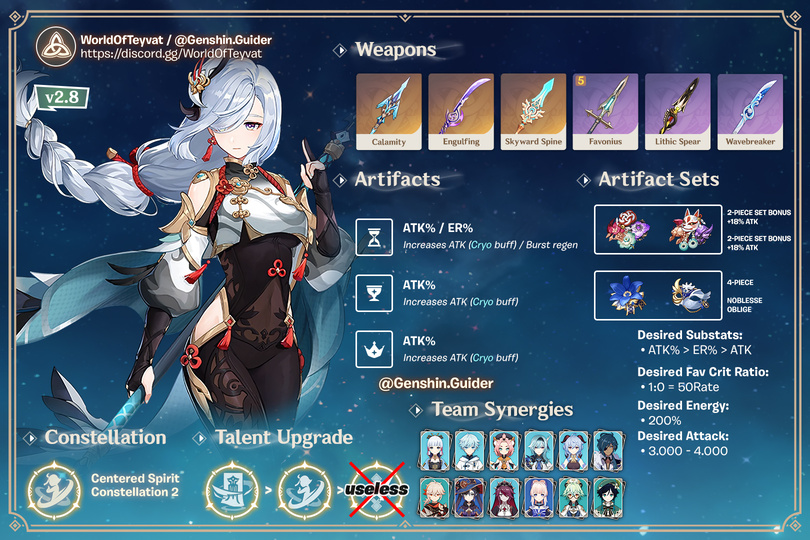 WorldOfTeyvat / @Genshin.Guider
https://discord.gg/WorldOfTeyvat
v2.8
Weapons
5
Calamity
Engulfing
Skyward Spine
Favonius
Lithic Spear
Wavebreaker
Artifacts
ATK% / ER%
Increases ATK (Cryo buff) / Burst regen
ATK%
Increases ATK (Cryo buff)
ATK%
Increases ATK (Cryo buff)
@Genshin.Guider
Artifact Sets
2-PIECE SET BONUS
+18% ATK
2-PIECE SET BONUS
+18% ATK
4-PIECE
NOBLESSE
OBLIGE
Desired Substats:
• ATK% > ER% > ATK
Desired Fav Crit Ratio:
• 1:0 = 50Rate
Desired Energy:
• 200%
Desired Attack:
• 3.000 - 4.000
Team Synergies
Constellation
Centered Spirit
Constellation 2
Talent Upgrade
> >
useless